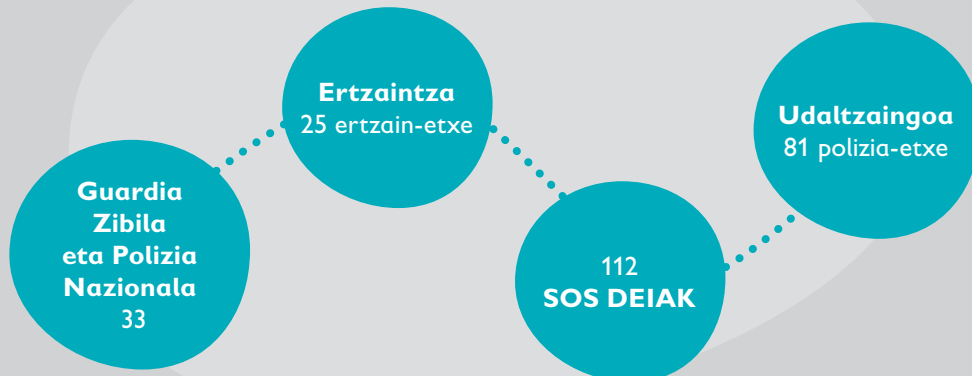 Guardia
Zibila
eta Polizia
Nazionala
33
Ertzaintza
25 ertzain-etxe
112
SOS DEIAK
Udaltzaingoa
81 polizia-etxe